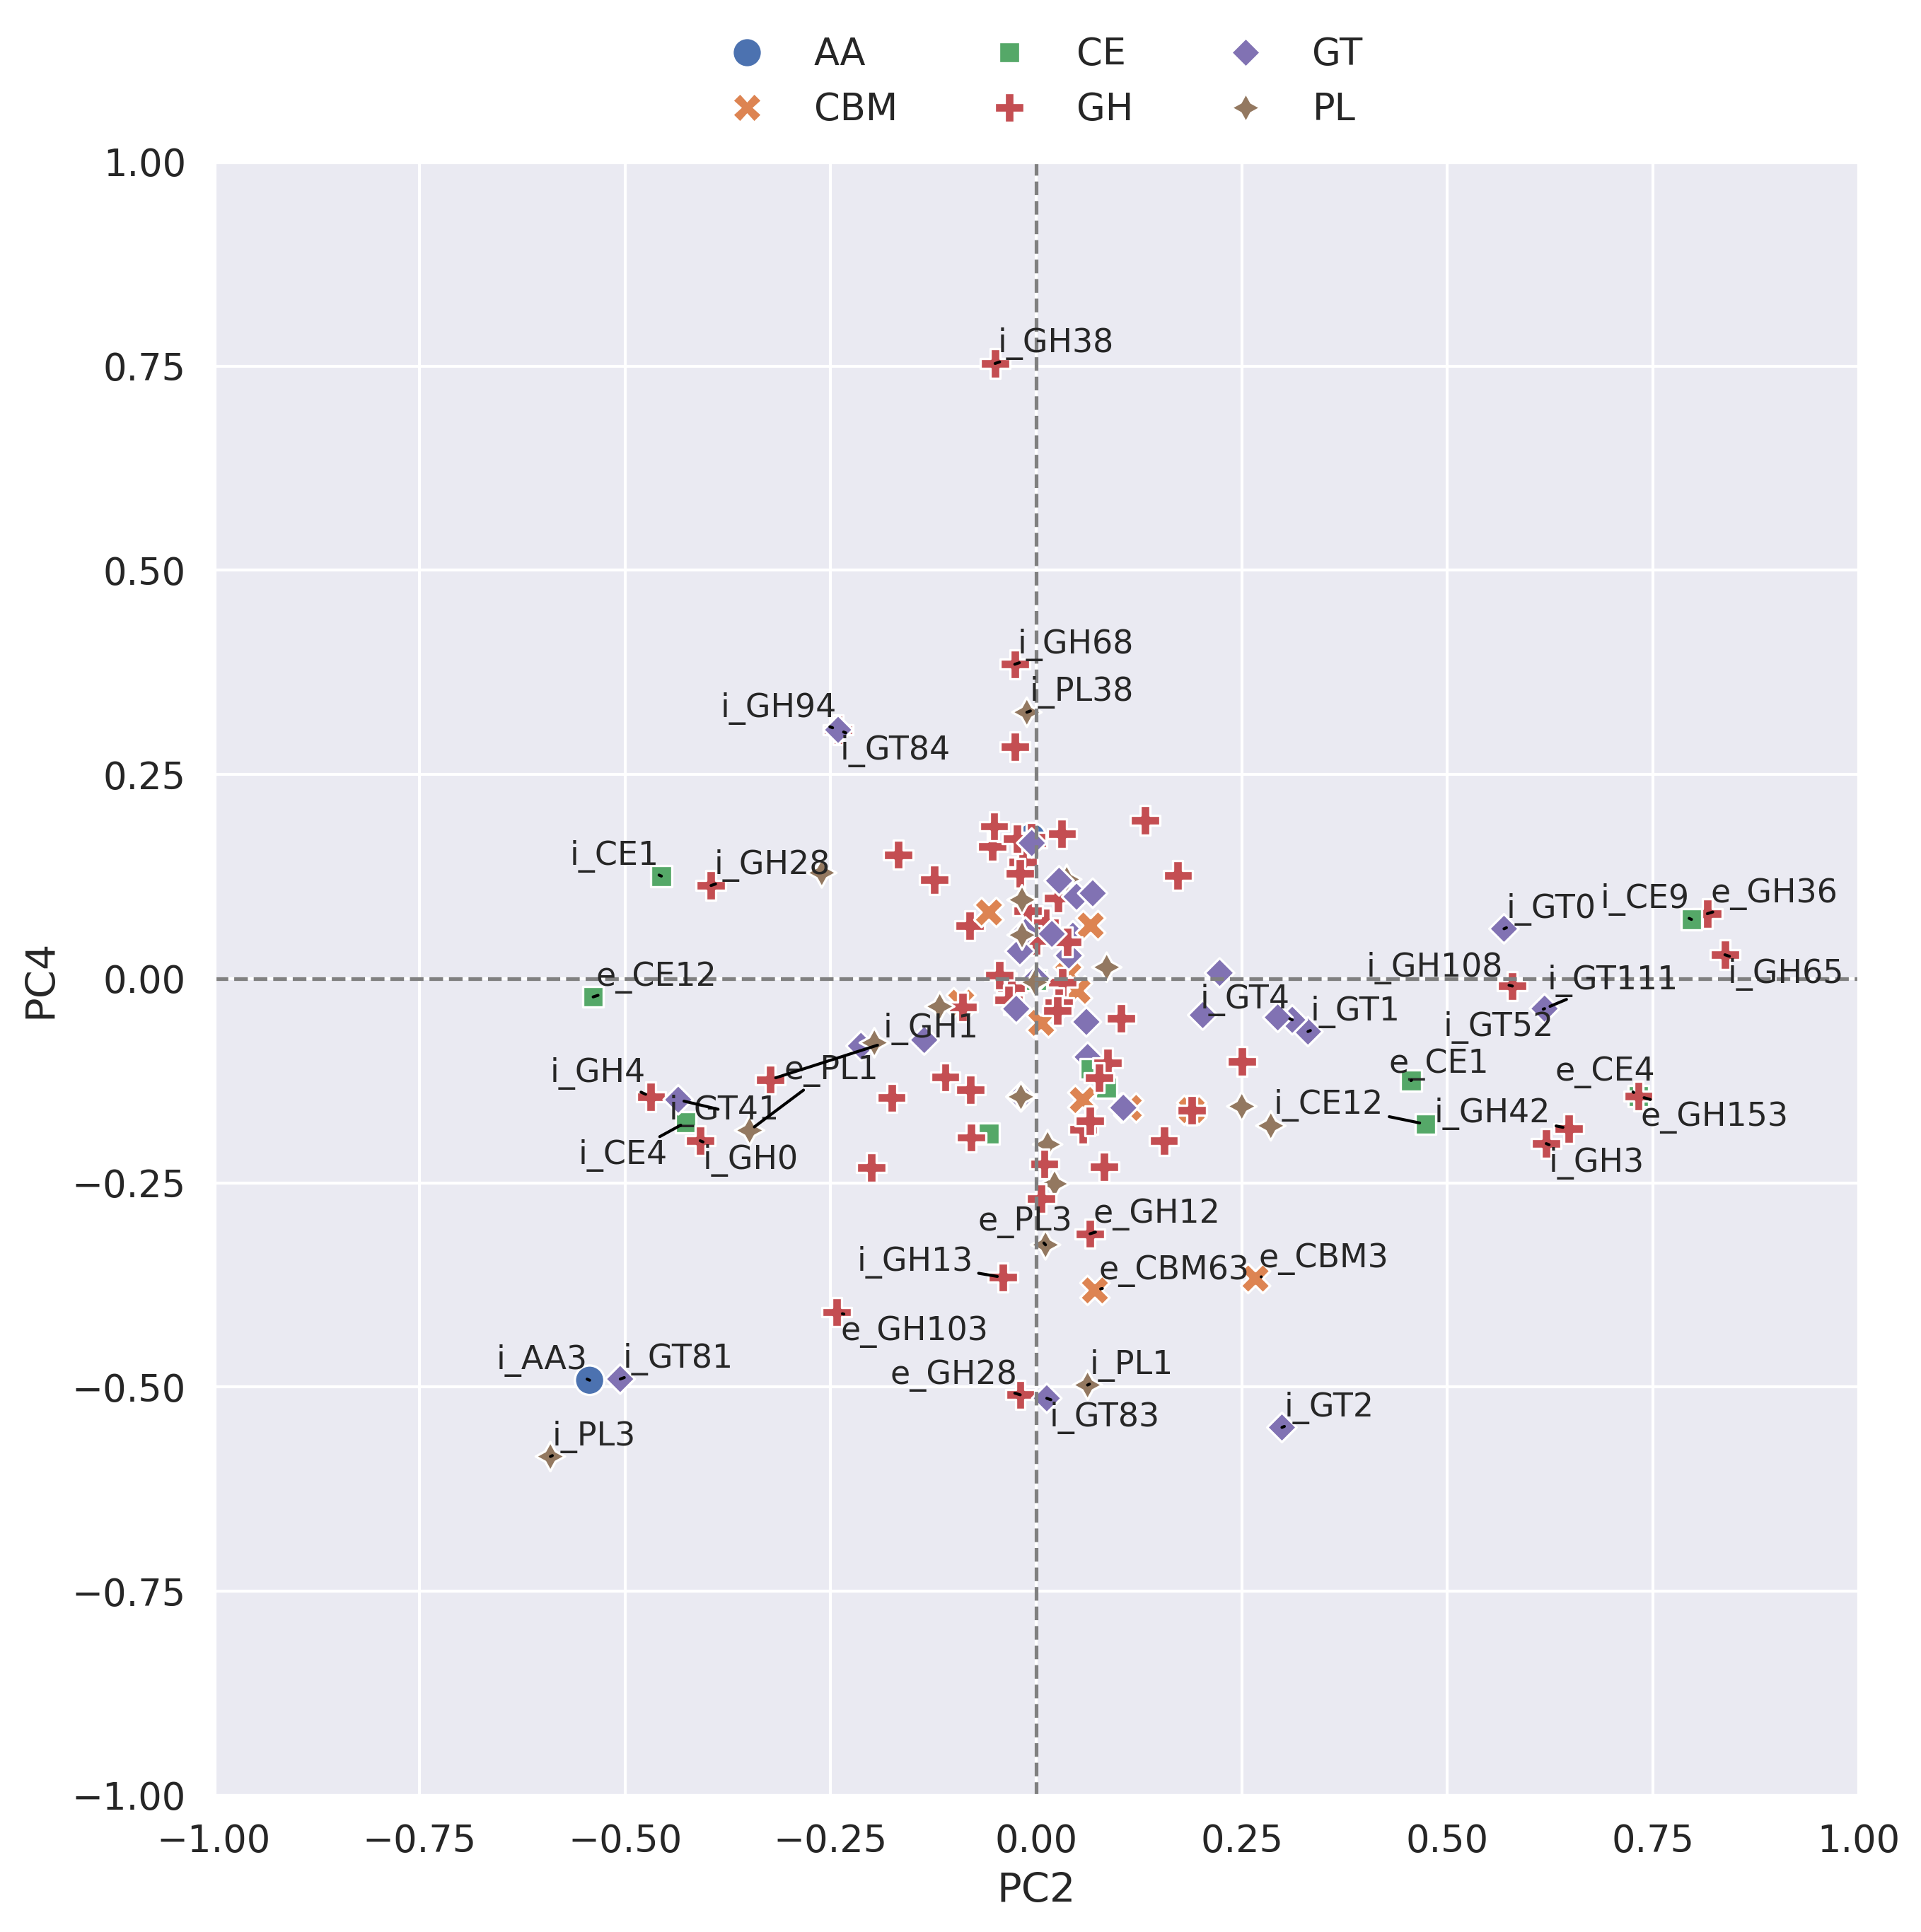 AA
CE
GT
CBM
GH
PL
1.00
i_GH38
0.75
i_GH68
i_PL38
0.50
i_GH94
i_GT84
0.25
i_CE1
i_GH28
i_GT0
i_CE9
e_GH36
0.00
e_CE12
i_GH108
i_GT111
i_GH65
i_GT4
i_GT1
i_GT52
i_GH1
PC4
i_GH4
e_PL1
e_CE1
e_CE4
i_GT41
i_CE12
i_GH42
e_GH153
i_CE4
i_GH0
i_GH3
−0.25
e_PL3
e_GH12
i_GH13
e_CBM63
e_CBM3
e_GH103
i_AA3
i_GT81
e_GH28
i_PL1
−0.50
i_GT83
i_GT2
i_PL3
−0.75
−1.00
−1.00
−0.75
−0.50
−0.25
0.00
0.25
0.50
0.75
1.00
PC2